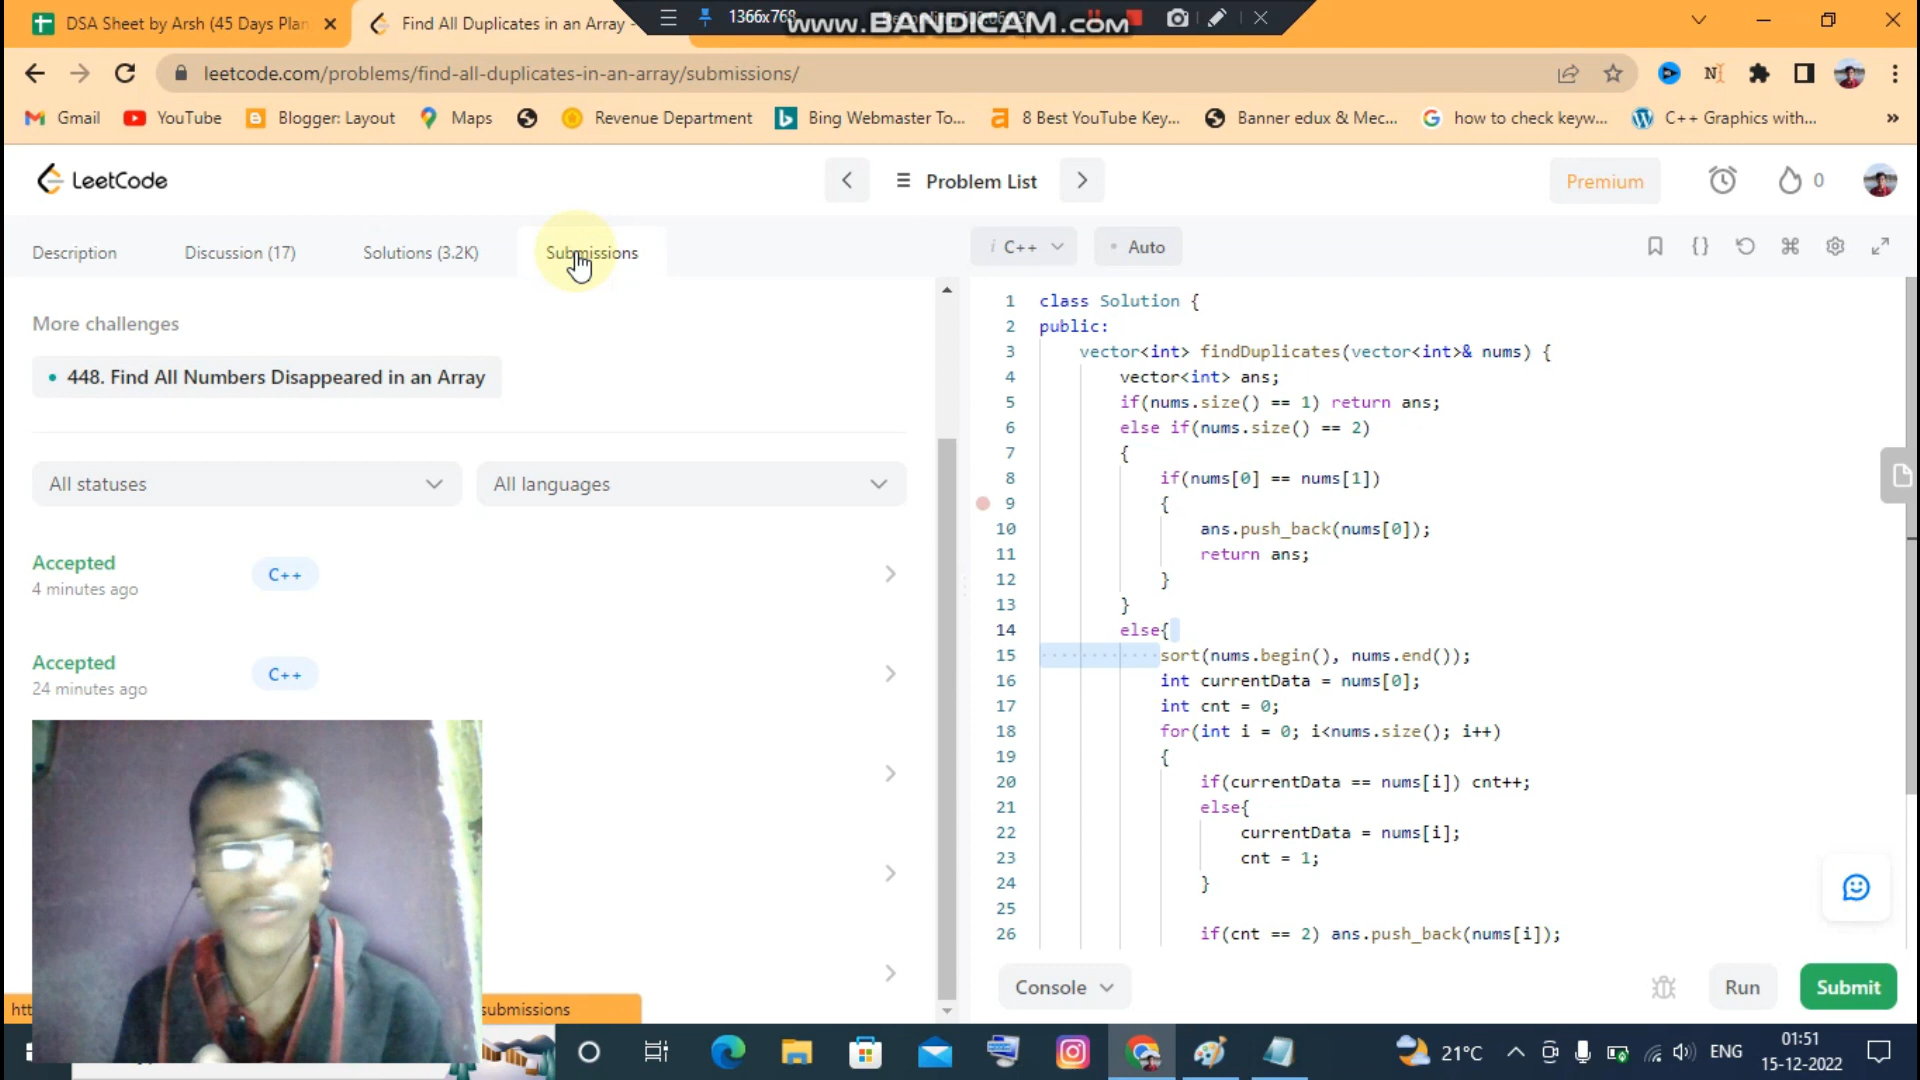 DSA Sheet by Arsh (45 Days Plan
Find All Duplicates in an Array -
1366x768
www.BANDICAM.com
leetcode.com/problems/find-all-duplicates-in-an-array/submissions/
Gmail
YouTube
Blogger: Layout
Maps
Revenue Department
Bing Webmaster To...
8 Best YouTube Key...
Banner edux & Mec...
how to check keyw...
C++ Graphics with...
LeetCode
Problem List
Premium
0
Description
Discussion (17)
Solutions (3.2K)
Submissions
i C++
Auto
More challenges
448. Find All Numbers Disappeared in an Array
All statuses
All languages
Accepted
4 minutes ago
C++
Accepted
24 minutes ago
C++
1 class Solution {
2 public:
3 vector<int> findDuplicates(vector<int>& nums) {
4 vector<int> ans;
5 if(nums.size() == 1) return ans;
6 else if(nums.size() == 2)
7 {
8 if(nums[0] == nums[1])
9 {
10 ans.push_back(nums[0]);
11 return ans;
12 }
13 }
14 else{
15 sort(nums.begin(), nums.end());
16 int currentData = nums[0];
17 int cnt = 0;
18 for(int i = 0; i<nums.size(); i++)
19 {
20 if(currentData == nums[i]) cnt++;
21 else{
22 currentData = nums[i];
23 cnt = 1;
24 }
25
26 if(cnt == 2) ans.push_back(nums[i]);
Console
Run
Submit
submissions
21°C
ENG
01:51
15-12-2022